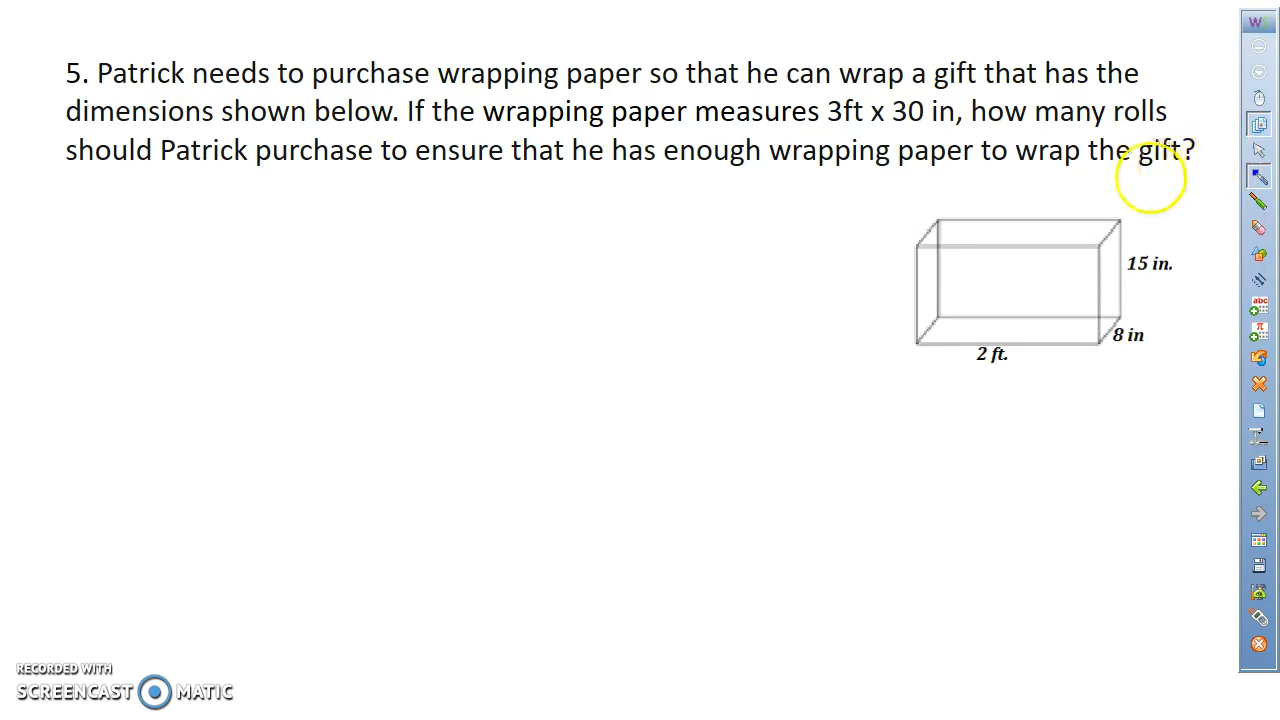 5. Patrick needs to purchase wrapping paper so that he can wrap a gift that has the
dimensions shown below. If the wrapping paper measures 3ft x 30 in, how many rolls
should Patrick purchase to ensure that he has enough wrapping paper to wrap the gift?
15 in.
8 in
2 ft.
W
abc
π
RECORDED WITH
SCREENCAST MATIC